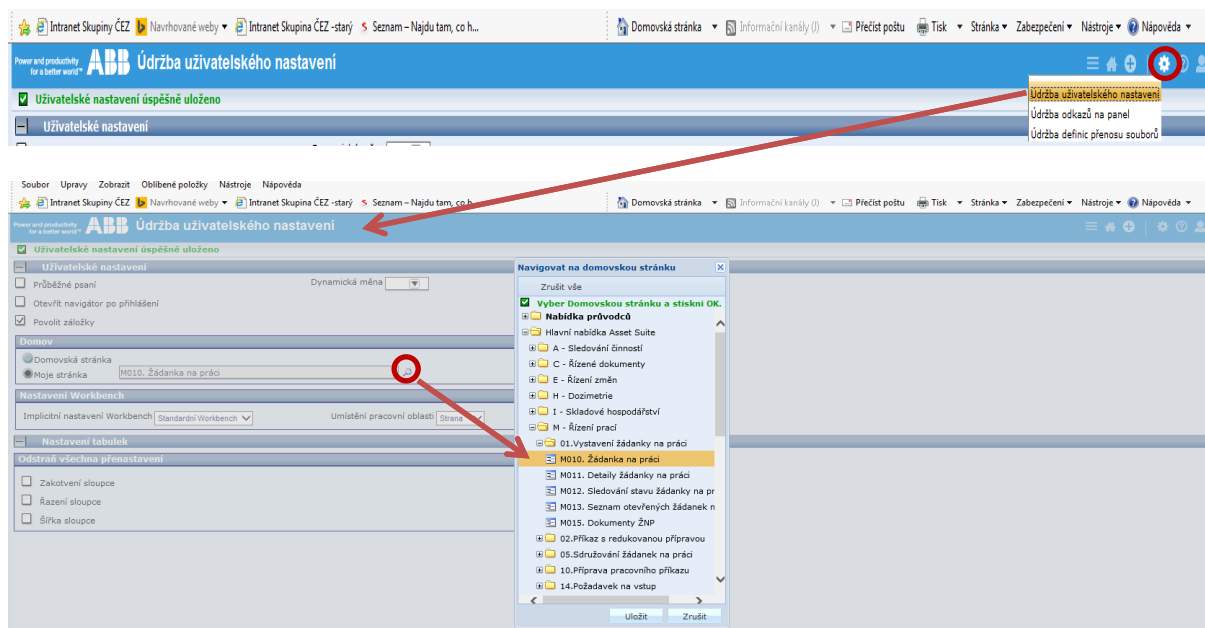 Intranet Skupiny ČEZ Navrhované weby Intranet Skupina ČEZ -starý Seznam – Najdu tam, co h... Domovská stránka Informační kanály (J) Přečíst poštu Tisk Stránka Zabezpečení Nástroje Nápověda
Power and productivity for a better world™ ABB Údržba uživatelského nastavení
Uživatelské nastavení úspěšně uloženo
Údržba uživatelského nastavení
Údržba odkazů na panel
Údržba definic přenosu souborů
Uživatelské nastavení
Soubor Upravy Zobrazit Oblíbené položky Nástroje Nápověda
Intranet Skupiny ČEZ Navrhované weby Intranet Skupina ČEZ -starý Seznam – Najdu tam, co h Domovská stránka Informační kanály (J) Přečíst poštu Tisk Stránka Zabezpečení Nástroje Nápověda
Power and productivity for a better world™ ABB Údržba uživatelského nastavení
Uživatelské nastavení úspěšně uloženo
Uživatelské nastavení
Průběžné psaní Dynamická měna
Otevřít navigátor po přihlášení
Povolit záložky
Domov
Domovská stránka
Moje stránka M010. Žádanka na práci
Nastavení Workbench
Implicitní nastavení Workbench Standardní Workbench Umístění pracovní oblasti Strana
Nastavení tabulek
Odstraň všechna přenastavení
Zakotvení sloupce
Řazení sloupce
Šířka sloupce
Navigovat na domovskou stránku
Zrušit vše
Vyber Domovskou stránku a stiskni OK.
Nabídka průvodců
Hlavní nabídka Asset Suite
A - Sledování činností
C - Řízené dokumenty
E - Řízení změn
H - Dozimetrie
I - Skladové hospodářství
M - Řízení prací
01.Vystavení žádanky na práci
M010. Žádanka na práci
M011. Detaily žádanky na práci
M012. Sledování stavu žádanky na pr
M013. Seznam otevřených žádanek n
M015. Dokumenty ŽNP
02.Příkaz s redukovanou přípravou
05.Sdružování žádanek na práci
10.Příprava pracovního příkazu
14.Požadavek na vstup
Uložit Zrušit